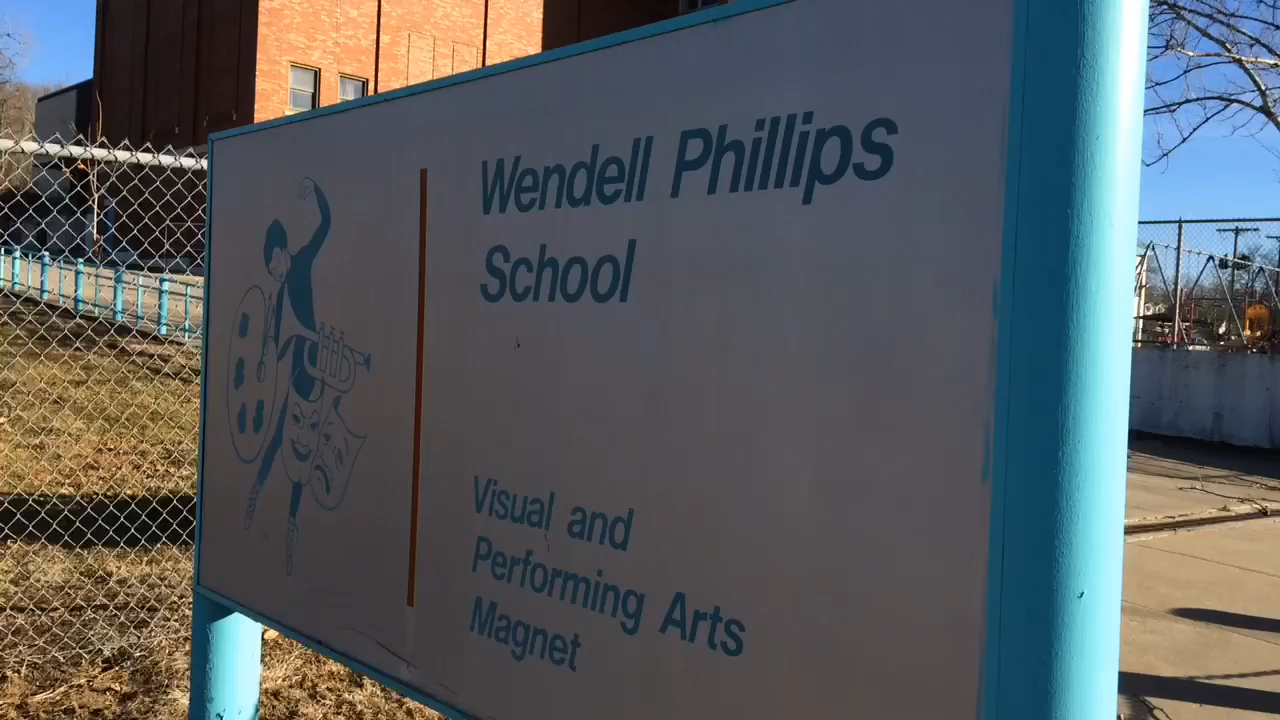 Wendell Phillips
School
Visual and
Performing Arts
Magnet